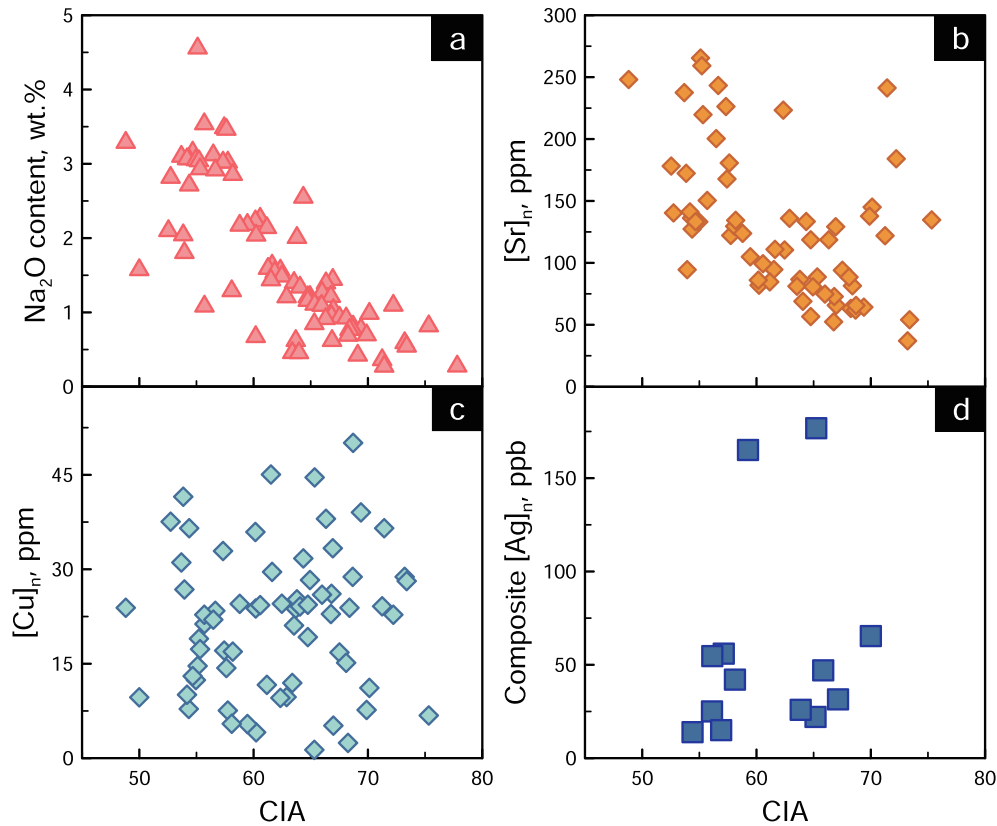 5
4
3
2
1
0
Na₂O content, wt.%
a
300
250
200
150
100
50
0
[Sr]ₙ, ppm
b
45
30
15
0
[Cu]ₙ, ppm
c
50 60 70 80
CIA
150
100
50
0
Composite [Ag]ₙ, ppb
d
50 60 70 80
CIA